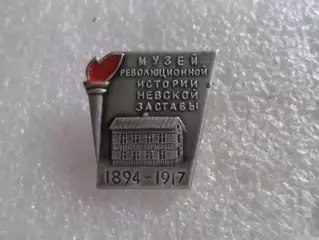 МУЗЕЙ
РЕВОЛЮЦИОННОЙ
ИСТОРИИ
НЕВСКОЙ
ЗАСТАВЫ
1894-1917